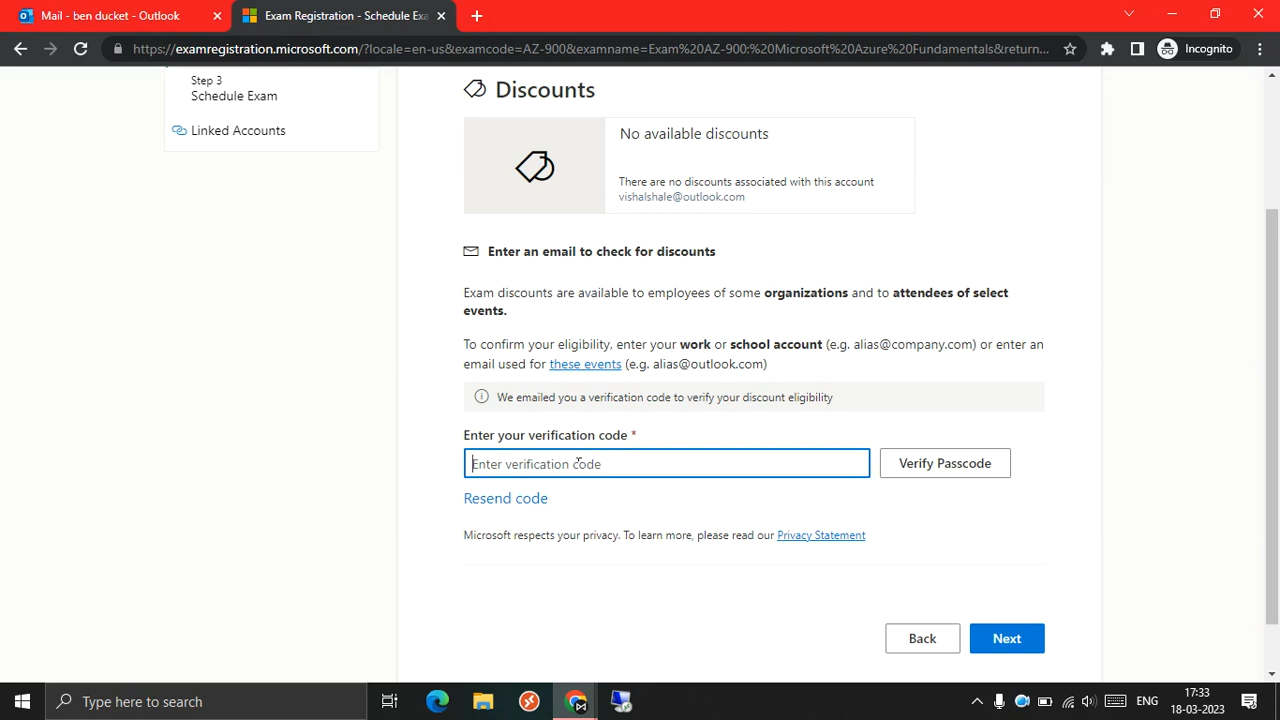 Mail - ben ducket - Outlook
Exam Registration - Schedule Exa
https://examregistration.microsoft.com/?locale=en-us&examcode=AZ-900&examname=Exam%20AZ-900:%20Microsoft%20Azure%20Fundamentals&return...
Incognito
Step 3
Schedule Exam
Linked Accounts
Discounts
No available discounts
There are no discounts associated with this account
vishalshale@outlook.com
Enter an email to check for discounts
Exam discounts are available to employees of some organizations and to attendees of select
events.
To confirm your eligibility, enter your work or school account (e.g. alias@company.com) or enter an
email used for these events (e.g. alias@outlook.com)
We emailed you a verification code to verify your discount eligibility
Enter your verification code *
Enter verification code
Verify Passcode
Resend code
Microsoft respects your privacy. To learn more, please read our Privacy Statement
Back
Next
Type here to search
ENG
17:33
18-03-2023